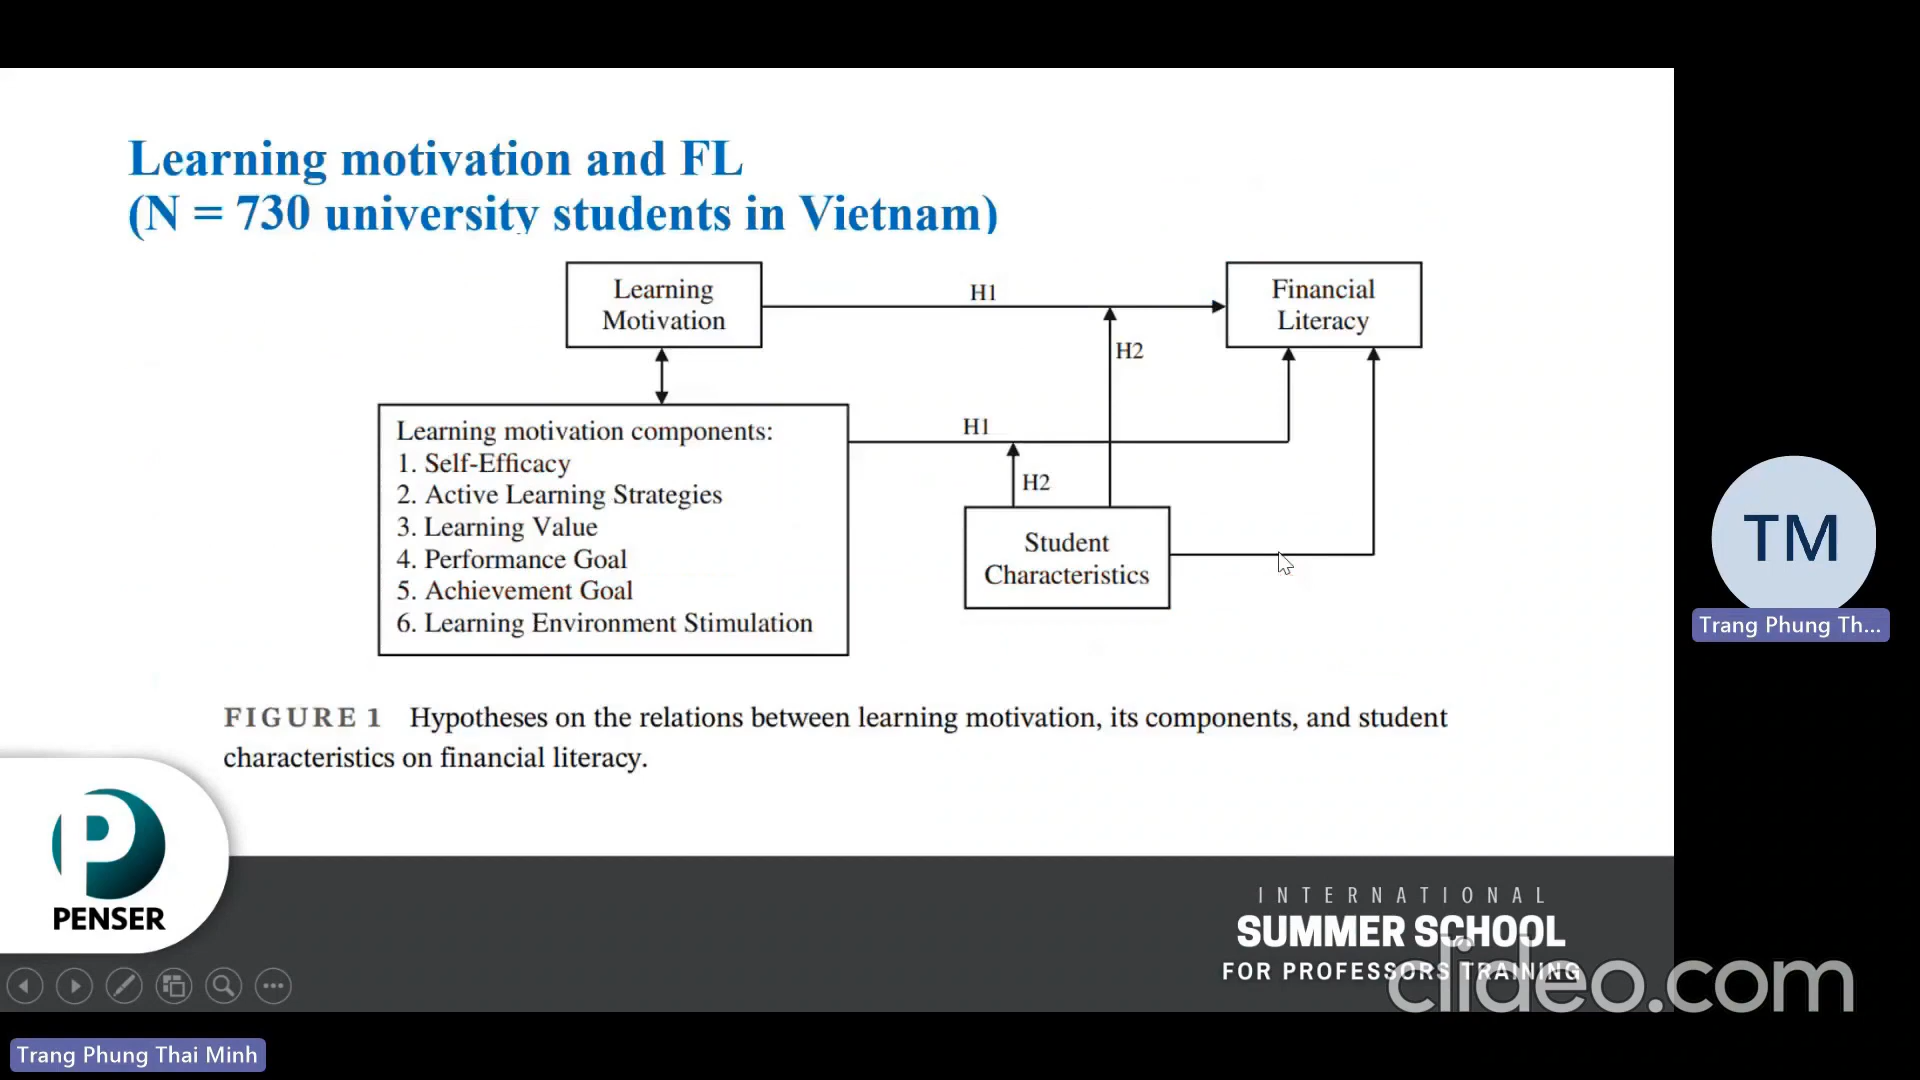 Learning motivation and FL
(N = 730 university students in Vietnam)
Learning
Motivation
H1
Financial
Literacy
H2
Learning motivation components:
1. Self-Efficacy
2. Active Learning Strategies
3. Learning Value
4. Performance Goal
5. Achievement Goal
6. Learning Environment Stimulation
H1
H2
Student
Characteristics
FIGURE 1 Hypotheses on the relations between learning motivation, its components, and student
characteristics on financial literacy.
P
PENSER
INTERNATIONAL
SUMMER SCHOOL
FOR PROFESSORS TRAINING
clideo.com
TM
Trang Phung Th...
Trang Phung Thai Minh